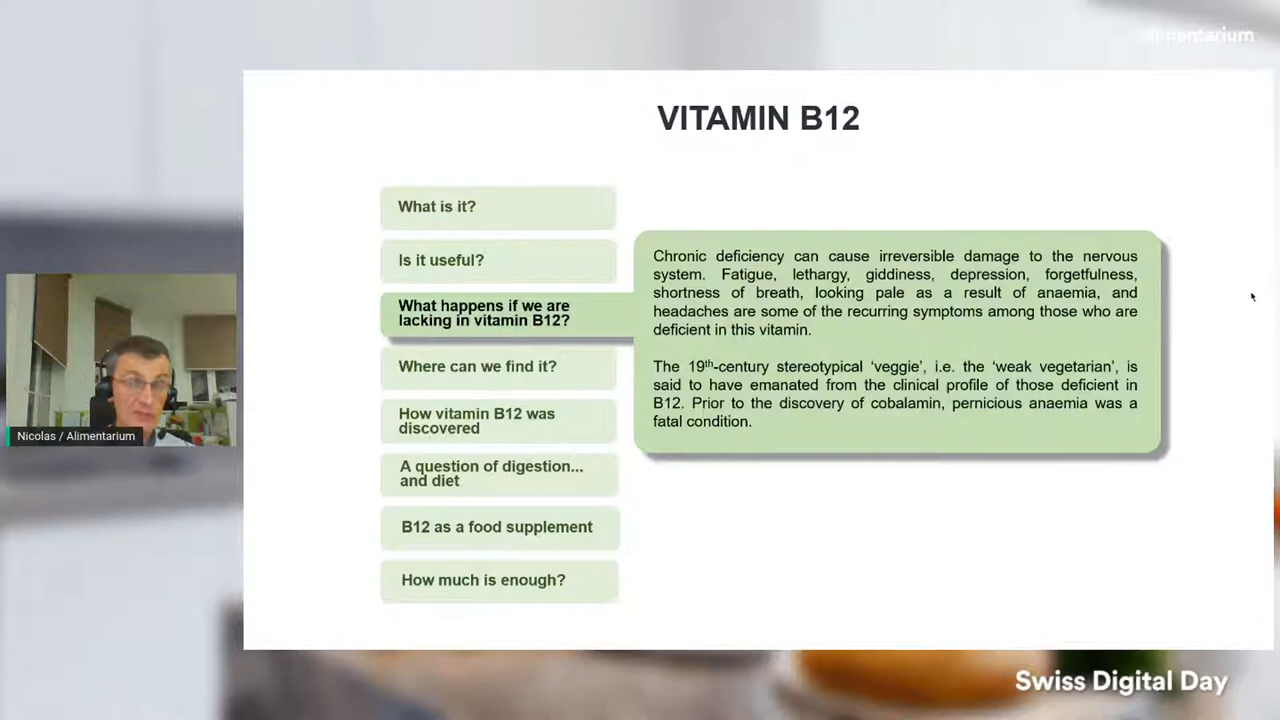 alimentarium
VITAMIN B12
What is it?
Is it useful?
What happens if we are
lacking in vitamin B12?
Where can we find it?
How vitamin B12 was
discovered
A question of digestion...
and diet
B12 as a food supplement
How much is enough?
Chronic deficiency can cause irreversible damage to the nervous
system. Fatigue, lethargy, giddiness, depression, forgetfulness,
shortness of breath, looking pale as a result of anaemia, and
headaches are some of the recurring symptoms among those who are
deficient in this vitamin.
The 19th-century stereotypical ‘veggie’, i.e. the ‘weak vegetarian’, is
said to have emanated from the clinical profile of those deficient in
B12. Prior to the discovery of cobalamin, pernicious anaemia was a
fatal condition.
Nicolas / Alimentarium
Swiss Digital Day